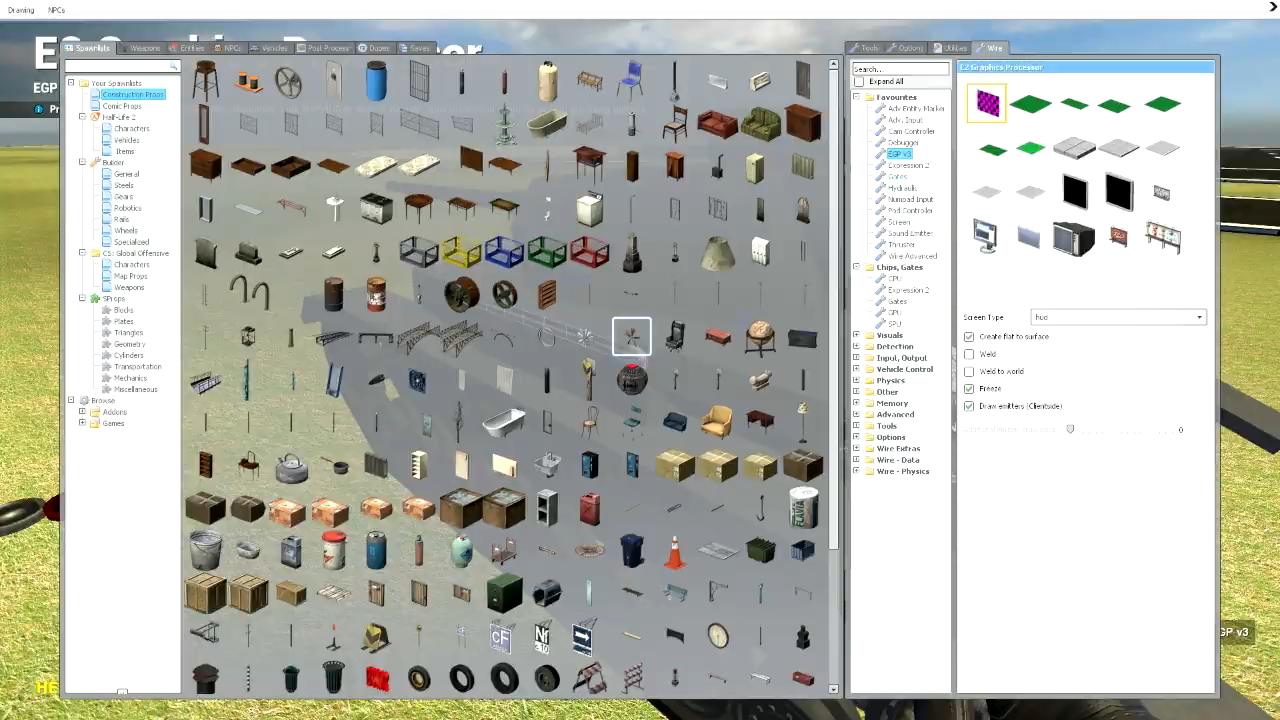 Drawing NPCs
EGP
Spawnlists Weapons Entities NPCs Vehicles Post Process Dupes Saves
Tools Options Utilities Wire
Your Spawnlists
Construction Props
Comic Props
Half-Life 2
Characters
Vehicles
Items
Builder
General
Steels
Gears
Robotics
Rails
Wheels
Specialized
CS: Global Offensive
Characters
Map Props
Weapons
SProps
Blocks
Plates
Triangles
Geometry
Cylinders
Transportation
Mechanics
Miscellaneous
Browse
Addons
Games
Search...
Expand All
Favourites
Adv Entity Marker
Adv. Input
Cam Controller
Debugger
EGP v3
Expression 2
Gates
Hydraulic
Numpad Input
Pod Controller
Screen
Sound Emitter
Thruster
Wire Advanced
Chips, Gates
CPU
Expression 2
Gates
GPU
SPU
Visuals
Detection
Input, Output
Vehicle Control
Physics
Other
Memory
Advanced
Tools
Options
Wire Extras
Wire - Data
Wire - Physics
E2 Graphics Processor
Screen Type hud
Create flat to surface
Weld
Weld to world
Freeze
Draw emitters (Clientside)
0
GP v3
HE